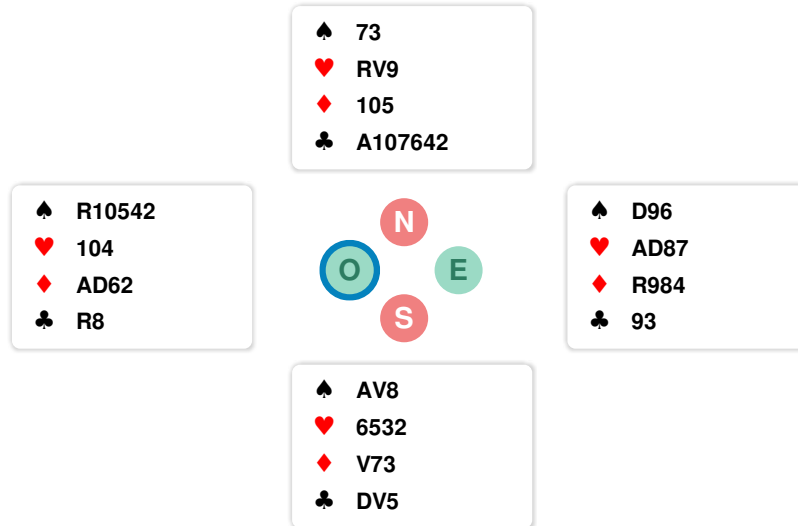 ♠ 73
♥ RV9
♦ 105
♣ A107642
♠ R10542
♥ 104
♦ AD62
♣ R8
N
O E
S
♠ D96
♥ AD87
♦ R984
♣ 93
♠ AV8
♥ 6532
♦ V73
♣ DV5